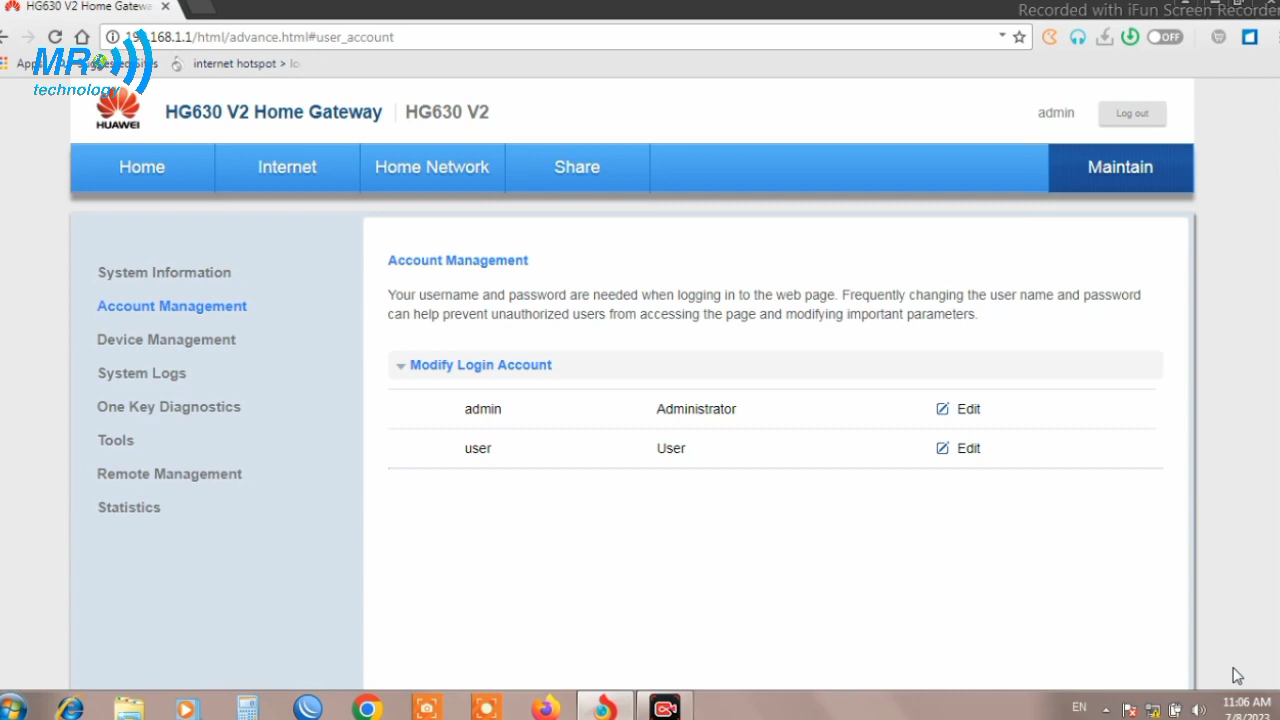 HG630 V2 Home Gatewa
Recorded with iFun Screen Recorder
168.1.1/html/advance.html#user_account
OFF
internet hotspot > lo
MR
technology
HUAWEI
HG630 V2 Home Gateway
HG630 V2
admin
Log out
Home
Internet
Home Network
Share
Maintain
System Information
Account Management
Device Management
System Logs
One Key Diagnostics
Tools
Remote Management
Statistics
Account Management
Your username and password are needed when logging in to the web page. Frequently changing the user name and password
can help prevent unauthorized users from accessing the page and modifying important parameters.
Modify Login Account
admin Administrator Edit
user User Edit
EN
11:06 AM
7/8/2023